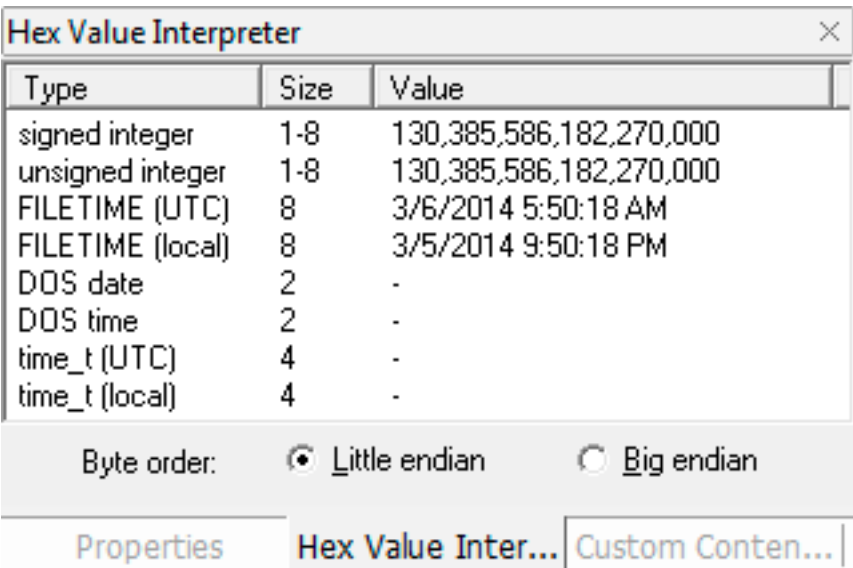 Hex Value Interpreter
Type Size Value
signed integer 1-8 130,385,586,182,270,000
unsigned integer 1-8 130,385,586,182,270,000
FILETIME (UTC) 8 3/6/2014 5:50:18 AM
FILETIME (local) 8 3/5/2014 9:50:18 PM
DOS date 2 -
DOS time 2 -
time_t (UTC) 4 -
time_t (local) 4 -
Byte order: Little endian Big endian
Properties Hex Value Inter... Custom Conten...